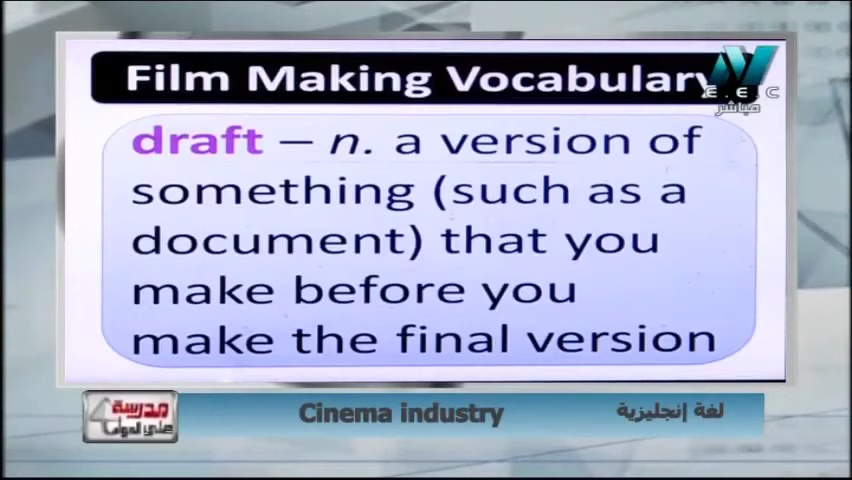 Film Making Vocabulary
E.E.C
مباشر
draft – n. a version of
something (such as a
document) that you
make before you
make the final version
مدرسة
على الهواء
Cinema industry
لغة إنجليزية